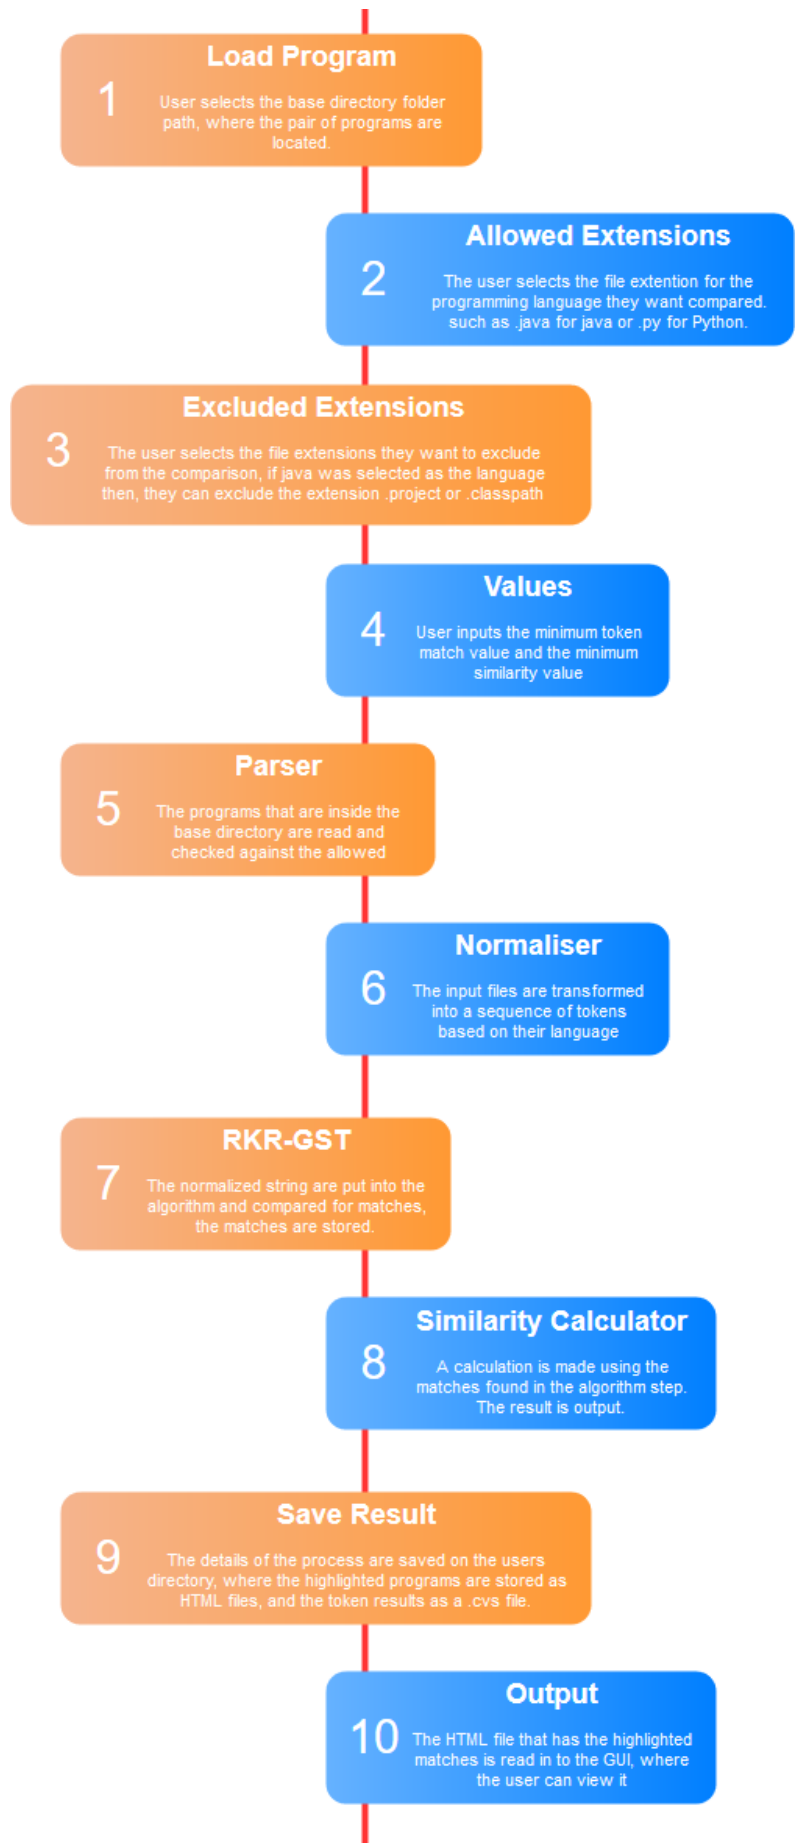 Load Program
1
User selects the base directory folder
path, where the pair of programs are
located.
Allowed Extensions
2
The user selects the file extention for the
programming language they want compared.
such as .java for java or .py for Python.
Excluded Extensions
3
The user selects the file extensions they want to exclude
from the comparison, if java was selected as the language
then, they can exclude the extension .project or .classpath
Values
4
User inputs the minimum token
match value and the minimum
similarity value
Parser
5
The programs that are inside the
base directory are read and
checked against the allowed
Normaliser
6
The input files are transformed
into a sequence of tokens
based on their language
RKR-GST
7
The normalized string are put into the
algorithm and compared for matches,
the matches are stored.
Similarity Calculator
8
A calculation is made using the
matches found in the algorithm step.
The result is output.
Save Result
9
The details of the process are saved on the users
directory, where the highlighted programs are stored as
HTML files, and the token results as a .cvs file.
Output
10
The HTML file that has the highlighted
matches is read in to the GUI, where
the user can view it